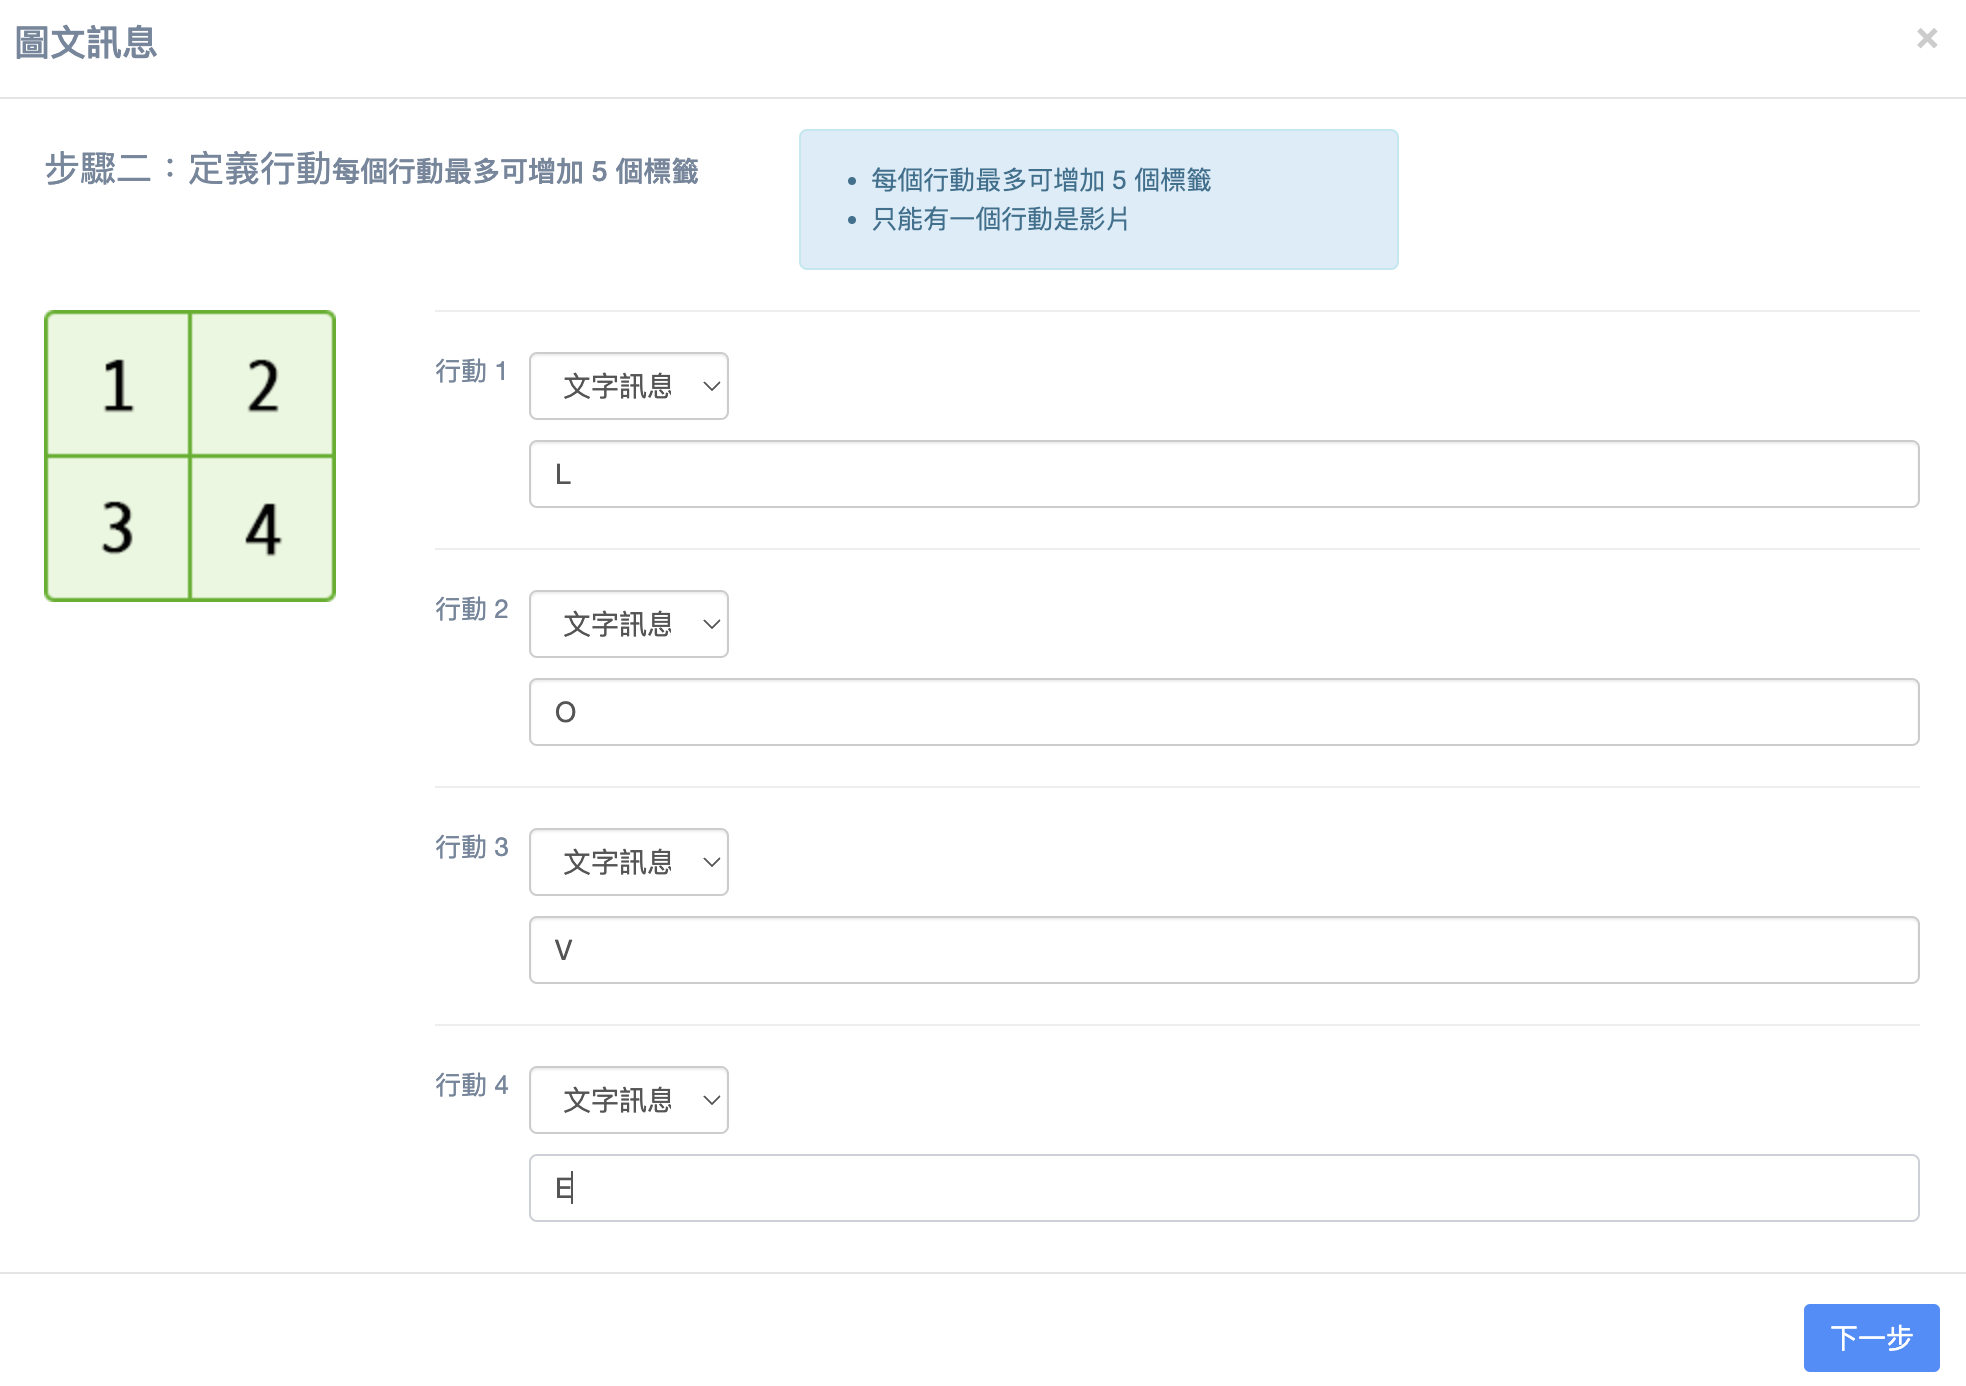 圖文訊息
×
步驟二：定義行動每個行動最多可增加 5 個標籤
• 每個行動最多可增加 5 個標籤
• 只能有一個行動是影片
1 2
3 4
行動 1 文字訊息
L
行動 2 文字訊息
O
行動 3 文字訊息
V
行動 4 文字訊息
E
下一步